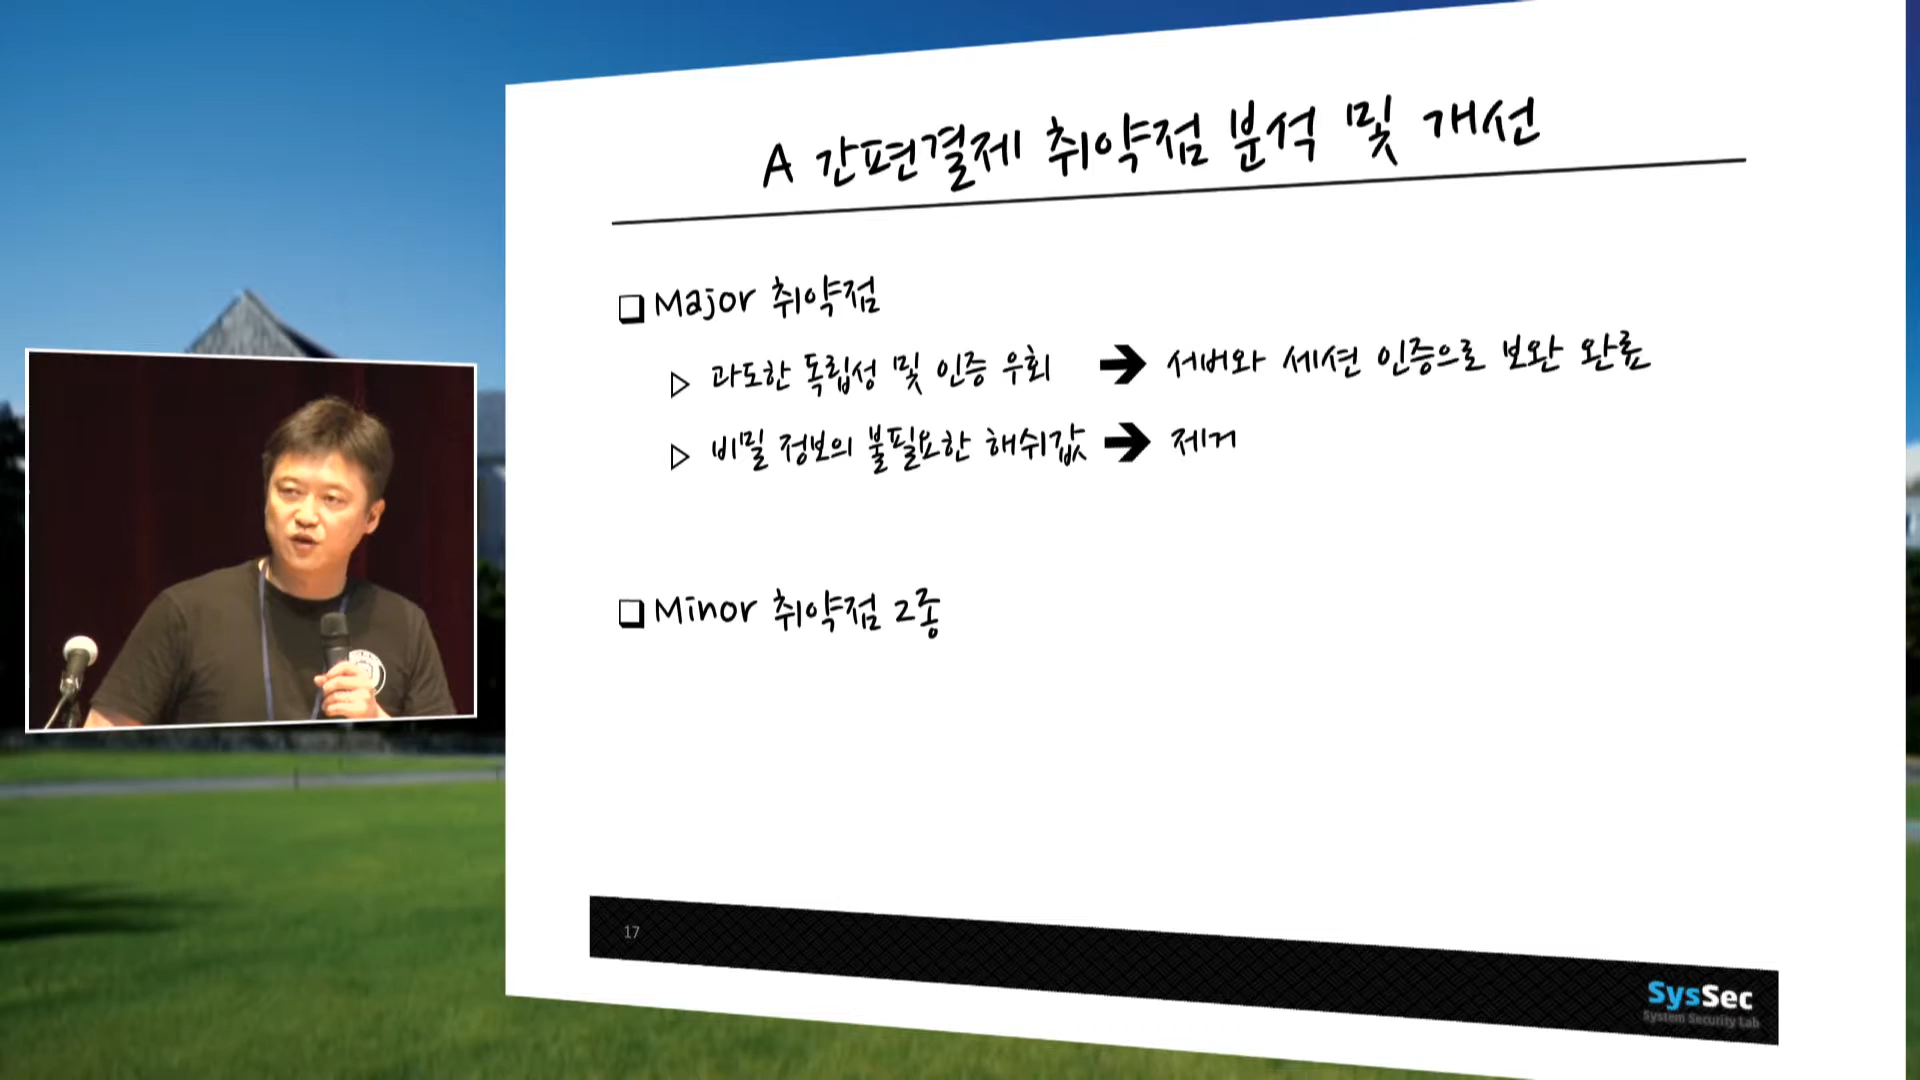 A 간편결제 취약점 분석 및 개선
Major 취약점
과도한 독립성 및 인증 우회 → 서버와 세션 인증으로 보완 완료
비밀 정보의 불필요한 해쉬값 → 제거
Minor 취약점 2종
17
SysSec
System Security Lab